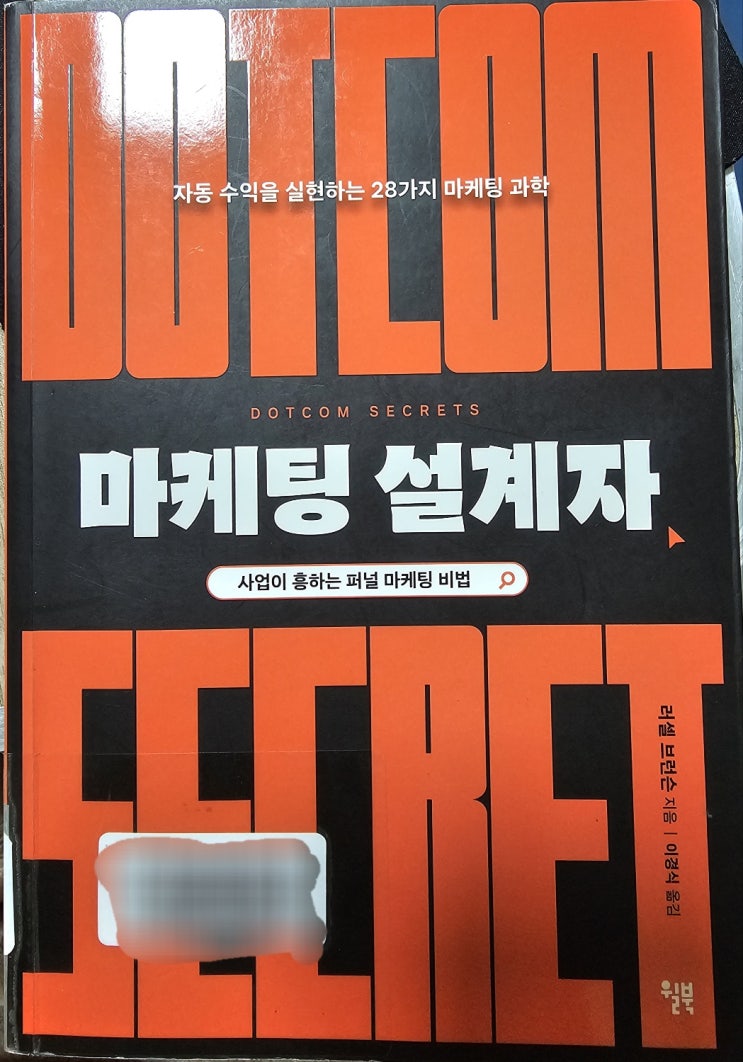 DOTCOM
자동 수익을 실현하는 28가지 마케팅 과학
DOTCOM SECRETS
마케팅 설계자
사업이 흥하는 퍼널 마케팅 비법
SECRET
러셀 브런슨 지음 | 이경식 옮김
윌북